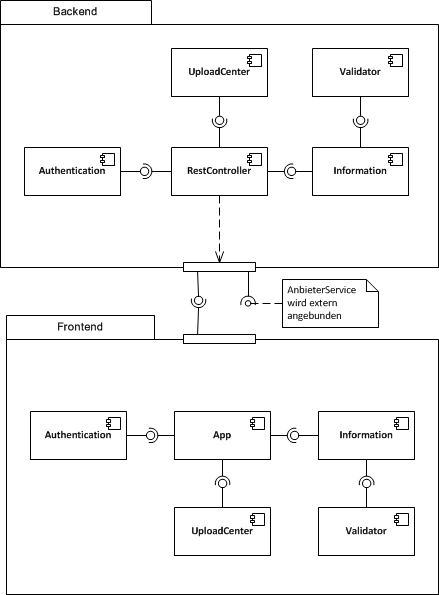 Backend
UploadCenter
Validator
Authentication
RestController
Information
AnbieterService
wird extern
angebunden
Frontend
Authentication
App
Information
UploadCenter
Validator